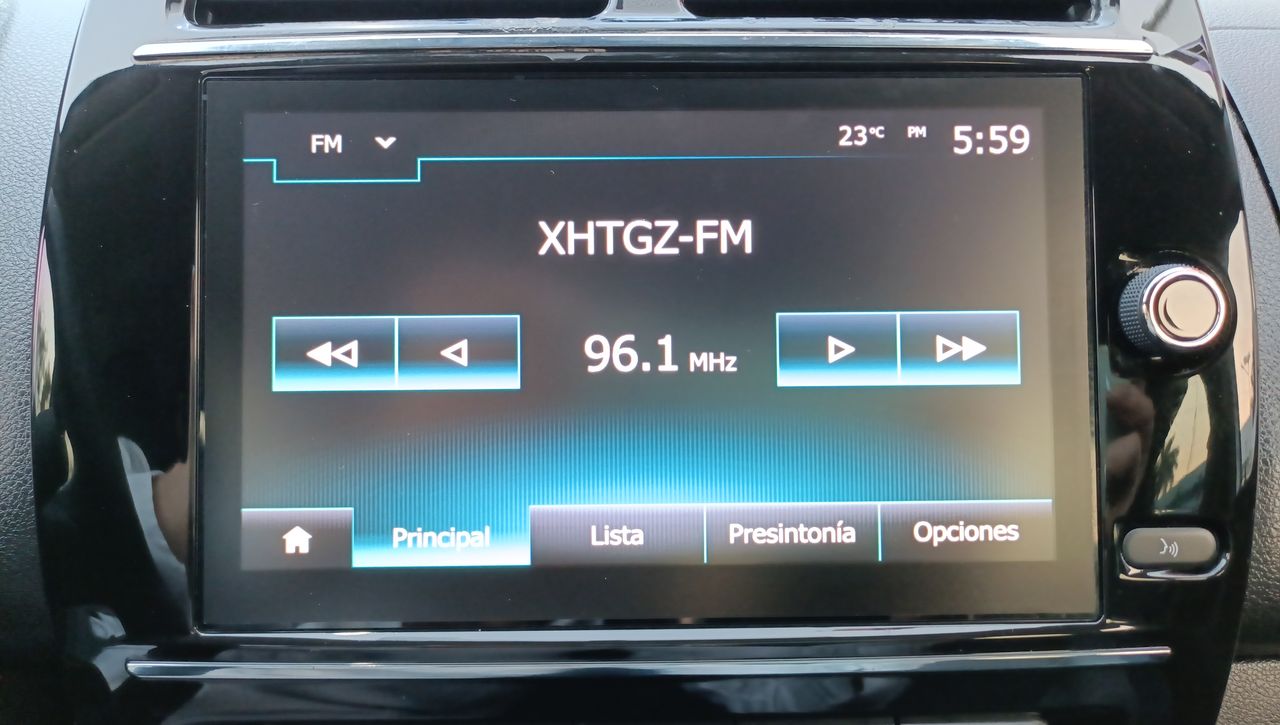 FM 23°C PM 5:59
XHTGZ-FM
96.1 MHz
Principal Lista Presintonía Opciones